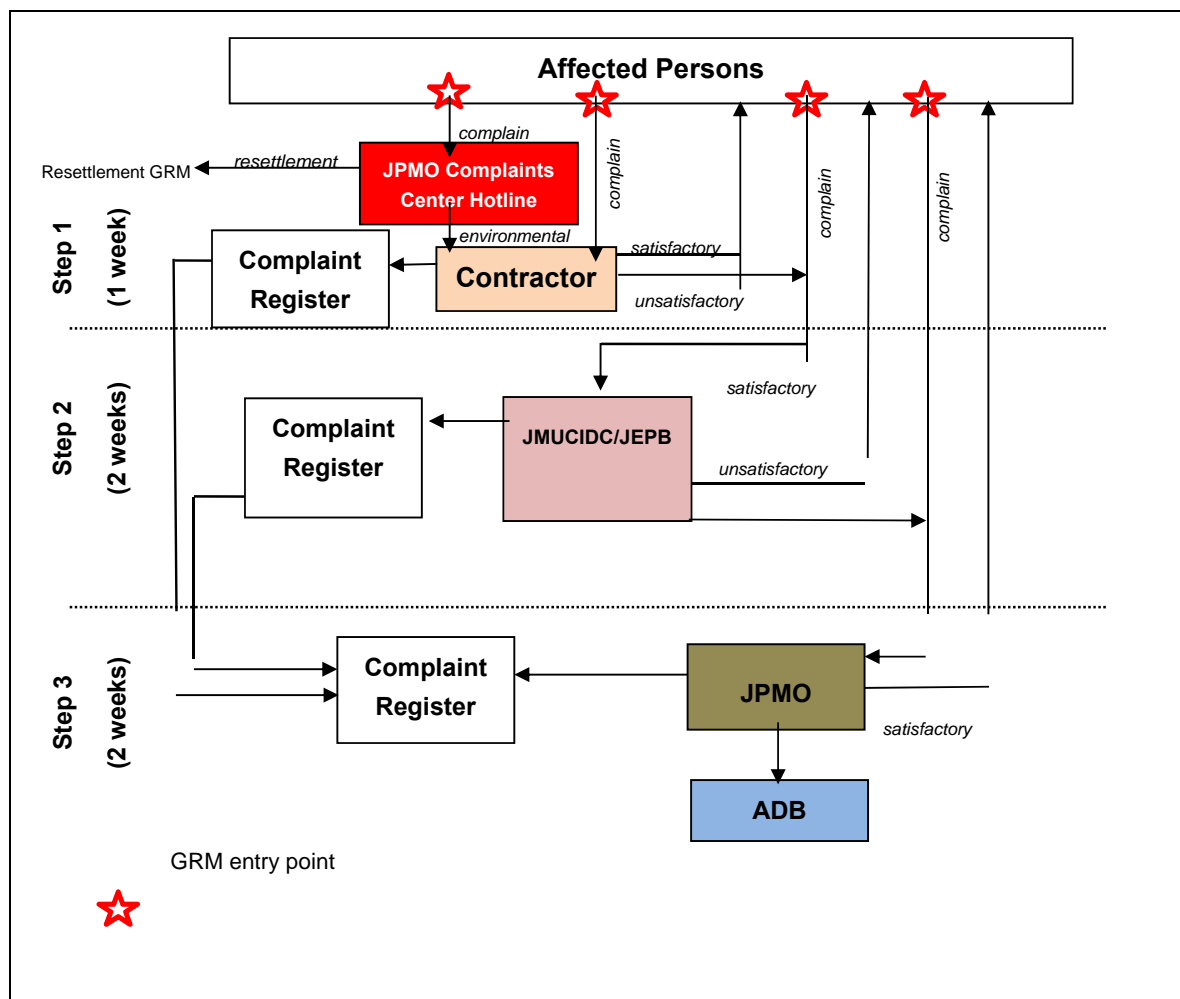 Affected Persons
complain
resettlement
Resettlement GRM
JPMO Complaints
Center Hotline
complain
complain
complain
Step 1
(1 week)
environmental
satisfactory
Complaint
Register
Contractor
unsatisfactory
Step 2
(2 weeks)
satisfactory
Complaint
Register
JMUCIDC/JEPB
unsatisfactory
Step 3
(2 weeks)
Complaint
Register
JPMO
satisfactory
ADB
GRM entry point